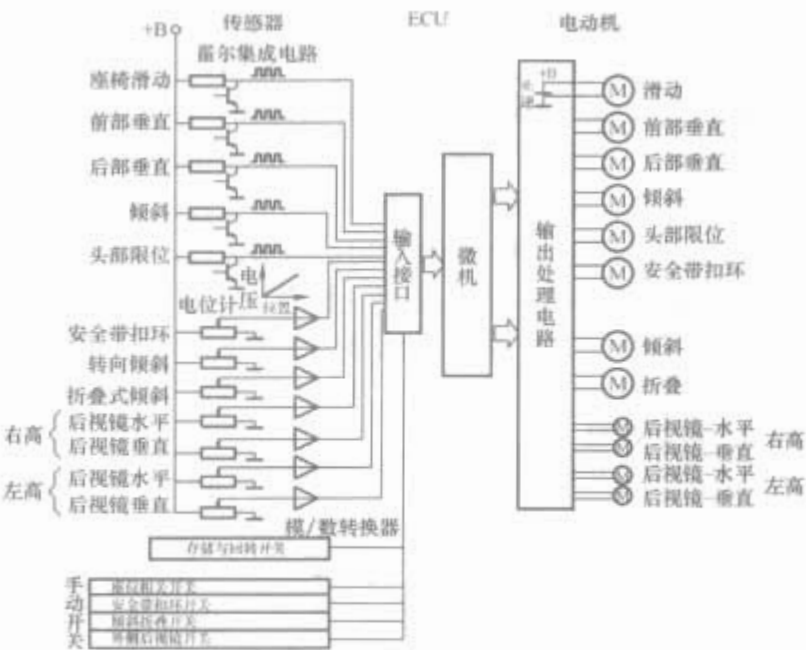 传感器
ECU
电动机
+B
霍尔集成电路
座椅滑动
前部垂直
后部垂直
倾斜
头部限位
电压
位置
电位计
安全带扣环
转向倾斜
折叠式倾斜
右高
后视镜水平
后视镜垂直
左高
后视镜水平
后视镜垂直
模/数转换器
存储与回转开关
手动开关
座位相关开关
安全带扣环开关
倾斜折叠开关
外侧后视镜开关
输入接口
微机
输出处理电路
+B
M 滑动
M 前部垂直
M 后部垂直
M 倾斜
M 头部限位
M 安全带扣环
M 倾斜
M 折叠
M 后视镜-水平
M 后视镜-垂直
右高
M 后视镜-水平
M 后视镜-垂直
左高